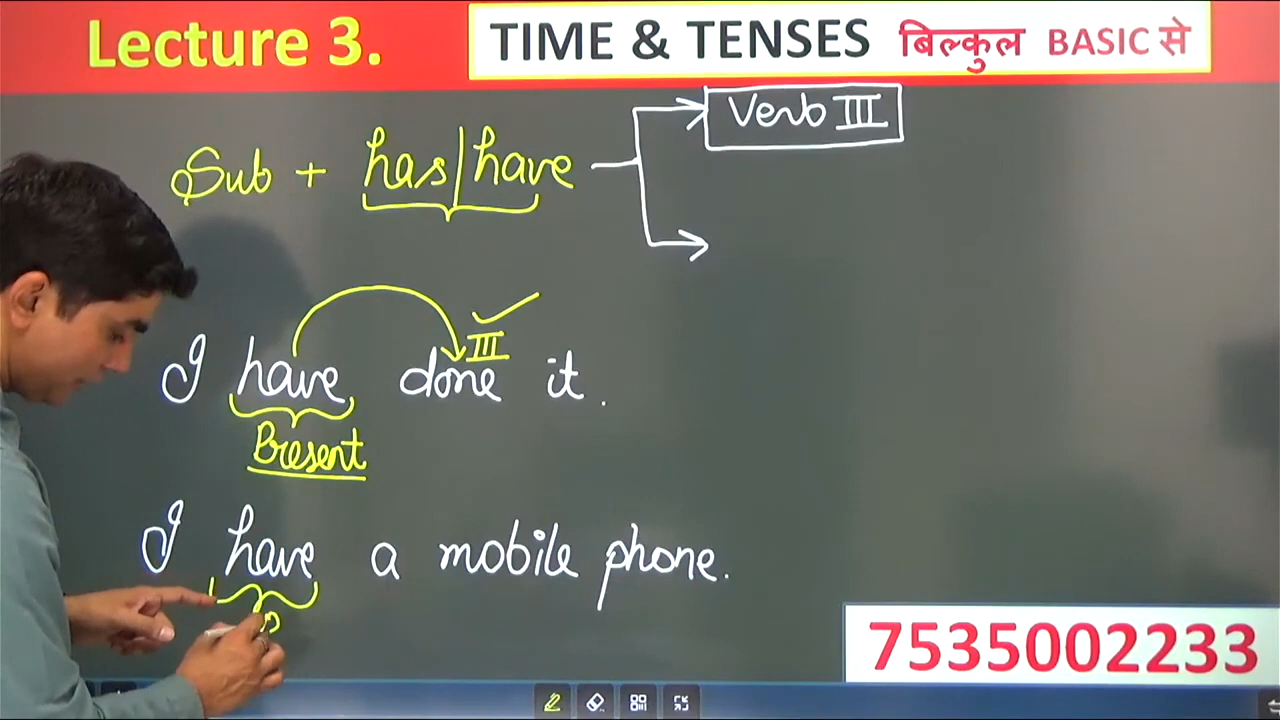 Lecture 3.
TIME & TENSES बिल्कुल BASIC से
Verb III
Sub + has|have
III
I have done it.
Present
I have a mobile phone.
7535002233